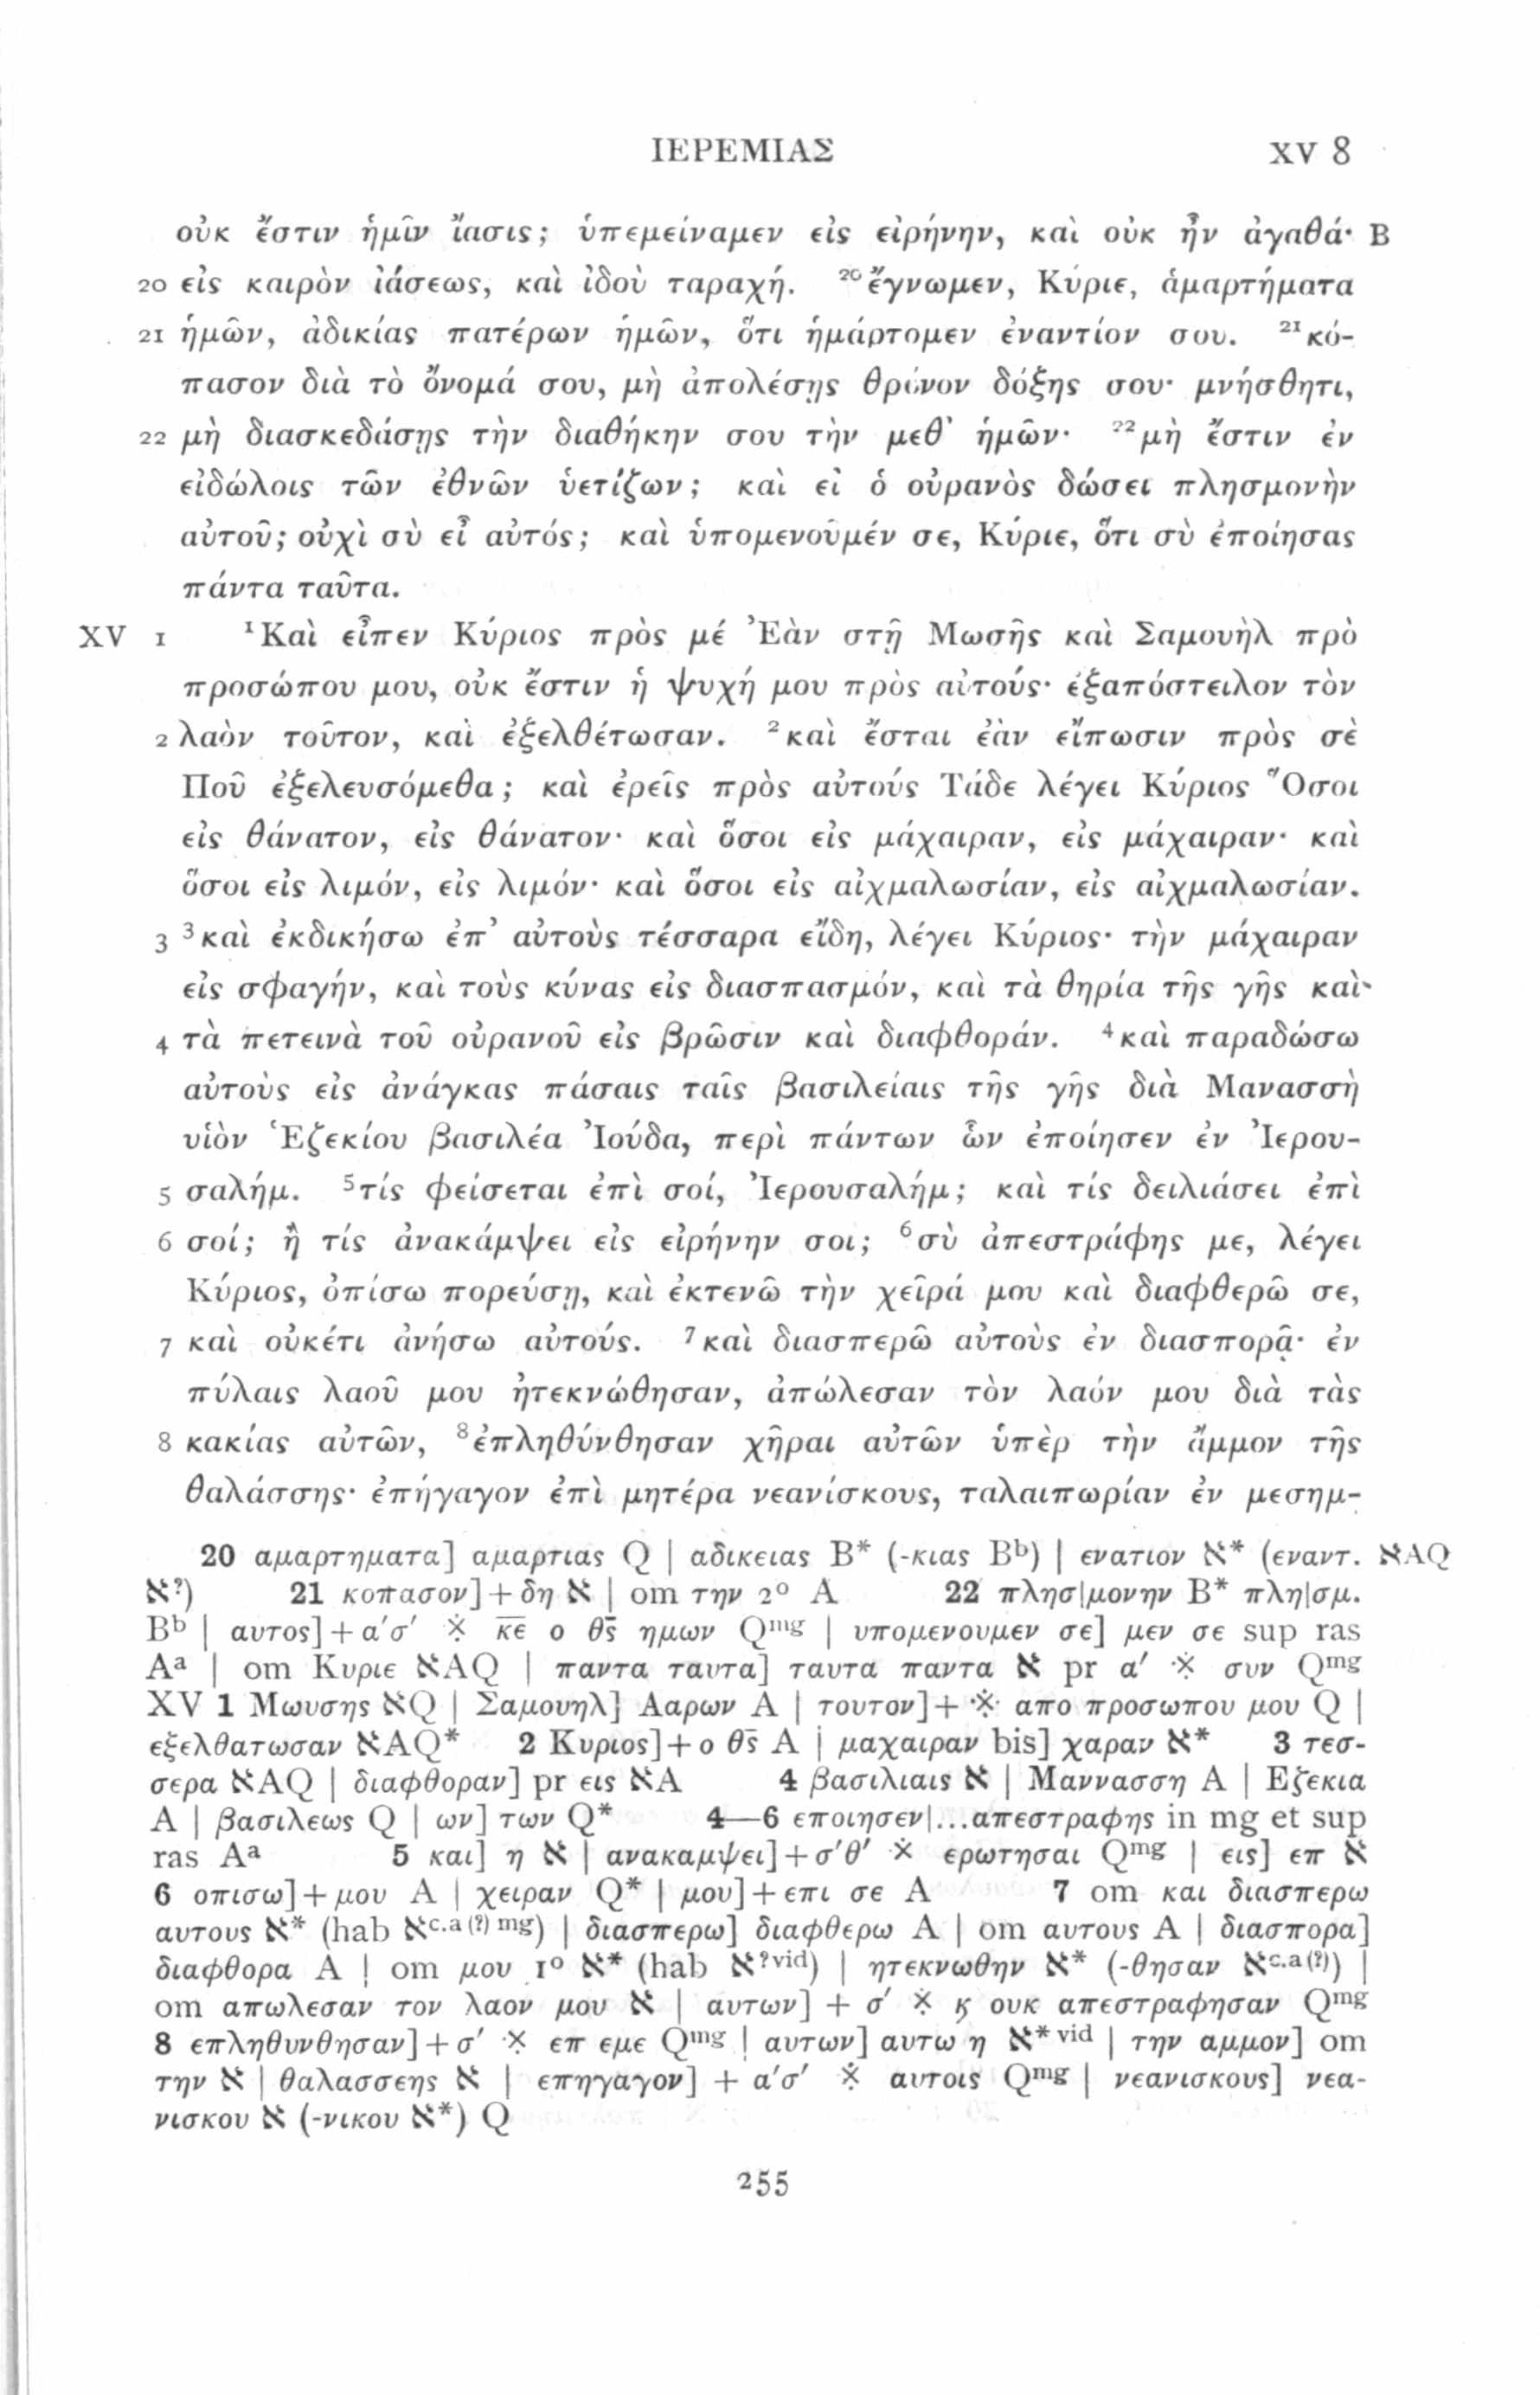 ΙΕΡΕΜΙΑΣ XV 8
οὐκ ἔστιν ἡμῖν ἴασις; ὑπεμείναμεν εἰς εἰρήνην, καὶ οὐκ ἦν ἀγαθά· B
20 εἰς καιρὸν ἰάσεως, καὶ ἰδοὺ ταραχή. ²⁰ἔγνωμεν, Κύριε, ἁμαρτήματα
21 ἡμῶν, ἀδικίας πατέρων ἡμῶν, ὅτι ἡμάρτομεν ἐναντίον σου. ²¹κό-
πασον διὰ τὸ ὄνομά σου, μὴ ἀπολέσῃς θρόνον δόξης σου· μνήσθητι,
22 μὴ διασκεδάσῃς τὴν διαθήκην σου τὴν μεθ᾽ ἡμῶν· ²²μὴ ἔστιν ἐν
εἰδώλοις τῶν ἐθνῶν ὑετίζων; καὶ εἰ ὁ οὐρανὸς δώσει πλησμονὴν
αὐτοῦ; οὐχὶ σὺ εἶ αὐτός; καὶ ὑπομενοῦμέν σε, Κύριε, ὅτι σὺ ἐποίησας
πάντα ταῦτα.
XV 1 ¹Καὶ εἶπεν Κύριος πρὸς μέ Ἐὰν στῇ Μωσῆς καὶ Σαμουὴλ πρὸ
προσώπου μου, οὐκ ἔστιν ἡ ψυχή μου πρὸς αὐτούς· ἐξαπόστειλον τὸν
2 λαὸν τοῦτον, καὶ ἐξελθέτωσαν. ²καὶ ἔσται ἐὰν εἴπωσιν πρὸς σὲ
Ποῦ ἐξελευσόμεθα; καὶ ἐρεῖς πρὸς αὐτούς Τάδε λέγει Κύριος Ὅσοι
εἰς θάνατον, εἰς θάνατον· καὶ ὅσοι εἰς μάχαιραν, εἰς μάχαιραν· καὶ
ὅσοι εἰς λιμόν, εἰς λιμόν· καὶ ὅσοι εἰς αἰχμαλωσίαν, εἰς αἰχμαλωσίαν.
3 ³καὶ ἐκδικήσω ἐπ᾽ αὐτοὺς τέσσαρα εἴδη, λέγει Κύριος· τὴν μάχαιραν
εἰς σφαγήν, καὶ τοὺς κύνας εἰς διασπασμόν, καὶ τὰ θηρία τῆς γῆς καὶ
4 τὰ πετεινὰ τοῦ οὐρανοῦ εἰς βρῶσιν καὶ διαφθοράν. ⁴καὶ παραδώσω
αὐτοὺς εἰς ἀνάγκας πάσαις ταῖς βασιλείαις τῆς γῆς διὰ Μανασσὴ
υἱὸν Ἑζεκίου βασιλέα Ἰούδα, περὶ πάντων ὧν ἐποίησεν ἐν Ἰερου-
5 σαλήμ. ⁵τίς φείσεται ἐπὶ σοί, Ἰερουσαλήμ; καὶ τίς δειλιάσει ἐπὶ
6 σοί; ἢ τίς ἀνακάμψει εἰς εἰρήνην σοι; ⁶σὺ ἀπεστράφης με, λέγει
Κύριος, ὀπίσω πορεύσῃ, καὶ ἐκτενῶ τὴν χεῖρά μου καὶ διαφθερῶ σε,
7 καὶ οὐκέτι ἀνήσω αὐτούς. ⁷καὶ διασπερῶ αὐτοὺς ἐν διασπορᾷ· ἐν
πύλαις λαοῦ μου ἠτεκνώθησαν, ἀπώλεσαν τὸν λαόν μου διὰ τὰς
8 κακίας αὐτῶν, ⁸ἐπληθύνθησαν χῆραι αὐτῶν ὑπὲρ τὴν ἄμμον τῆς
θαλάσσης· ἐπήγαγον ἐπὶ μητέρα νεανίσκους, ταλαιπωρίαν ἐν μεσημ-
20 αμαρτηματα] αμαρτιας Q | αδικειας B* (-κιας Bᵇ) | ενατιον ℵ* (εναντ. ℵAQ
ℵ?) 21 κοπασον] + δη ℵ | om την 2° A 22 πλησ|μονην B* πλη|σμ.
Bᵇ | αυτος] + α′σ′ ※ κ̅ε̅ ο θ̅ς̅ ημων Qᵐᵍ | υπομενουμεν σε] μεν σε sup ras
Aᵃ | om Κυριε ℵAQ | παντα ταυτα] ταυτα παντα ℵ pr α′ ※ συν Qᵐᵍ
XV 1 Μωυσης ℵQ | Σαμουηλ] Ααρων A | τουτον] + ※ απο προσωπου μου Q |
εξελθατωσαν ℵAQ* 2 Κυριος] + ο θ̅ς̅ A | μαχαιραν bis] χαραν ℵ* 3 τεσ-
σερα ℵAQ | διαφθοραν] pr εις ℵA 4 βασιλιαις ℵ | Μαννασση A | Εζεκια
A | βασιλεως Q | ων] των Q* 4—6 εποιησεν|...απεστραφης in mg et sup
ras Aᵃ 5 και] η ℵ | ανακαμψει] + σ′θ′ ※ ερωτησαι Qᵐᵍ | εις] επ ℵ
6 οπισω] + μου A | χειραν Q* | μου] + επι σε A 7 om και διασπερω
αυτους ℵ* (hab ℵᶜ·ᵃ⁽?⁾ ᵐᵍ) | διασπερω] διαφθερω A | om αυτους A | διασπορα]
διαφθορα A | om μου 1° ℵ* (hab ℵ?ᵛⁱᵈ) | ητεκνωθην ℵ* (-θησαν ℵᶜ·ᵃ⁽?⁾) |
om απωλεσαν τον λαον μου ℵ | αυτων] + σ′ ※ ϗ ουκ απεστραφησαν Qᵐᵍ
8 επληθυνθησαν] + σ′ ※ επ εμε Qᵐᵍ | αυτων] αυτω η ℵ* ᵛⁱᵈ | την αμμον] om
την ℵ | θαλασσεης ℵ | επηγαγον] + α′σ′ ※ αυτοις Qᵐᵍ | νεανισκους] νεα-
νισκου ℵ (-νικου ℵ*) Q
255